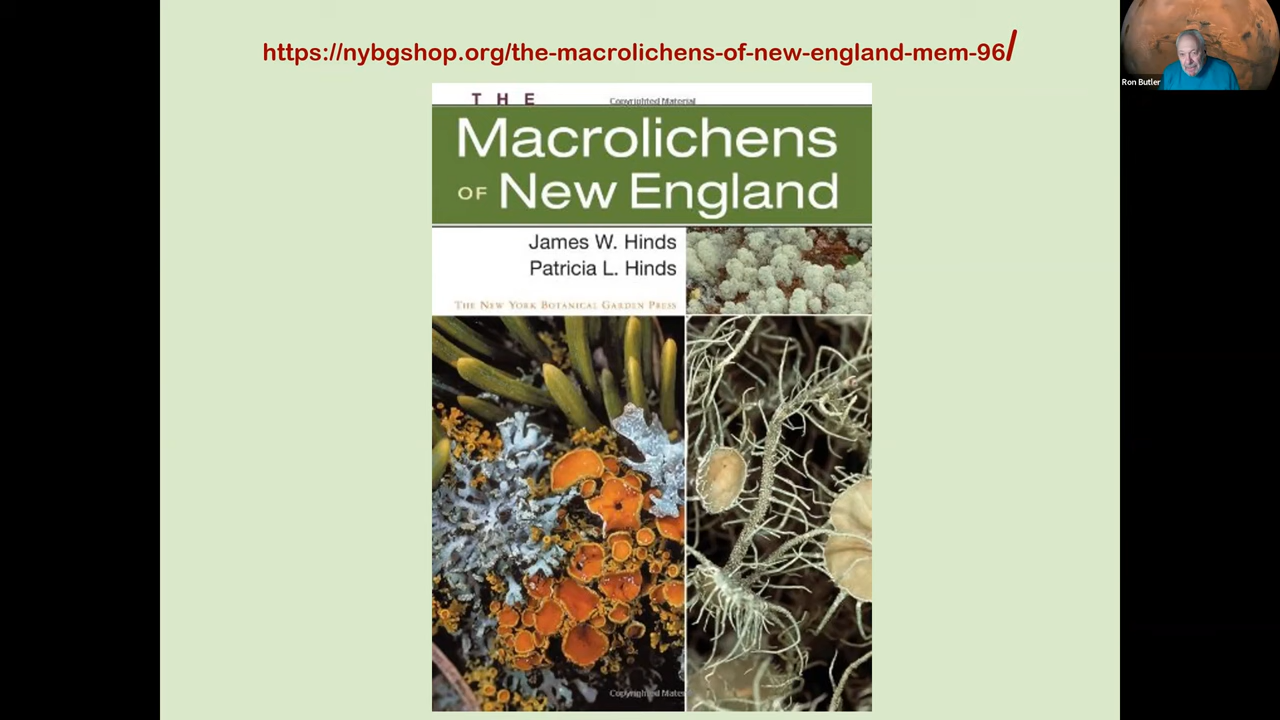 https://nybgshop.org/the-macrolichens-of-new-england-mem-96/
Ron Butler
THE
Copyrighted Material
Macrolichens
OF New England
James W. Hinds
Patricia L. Hinds
THE NEW YORK BOTANICAL GARDEN PRESS
Copyrighted